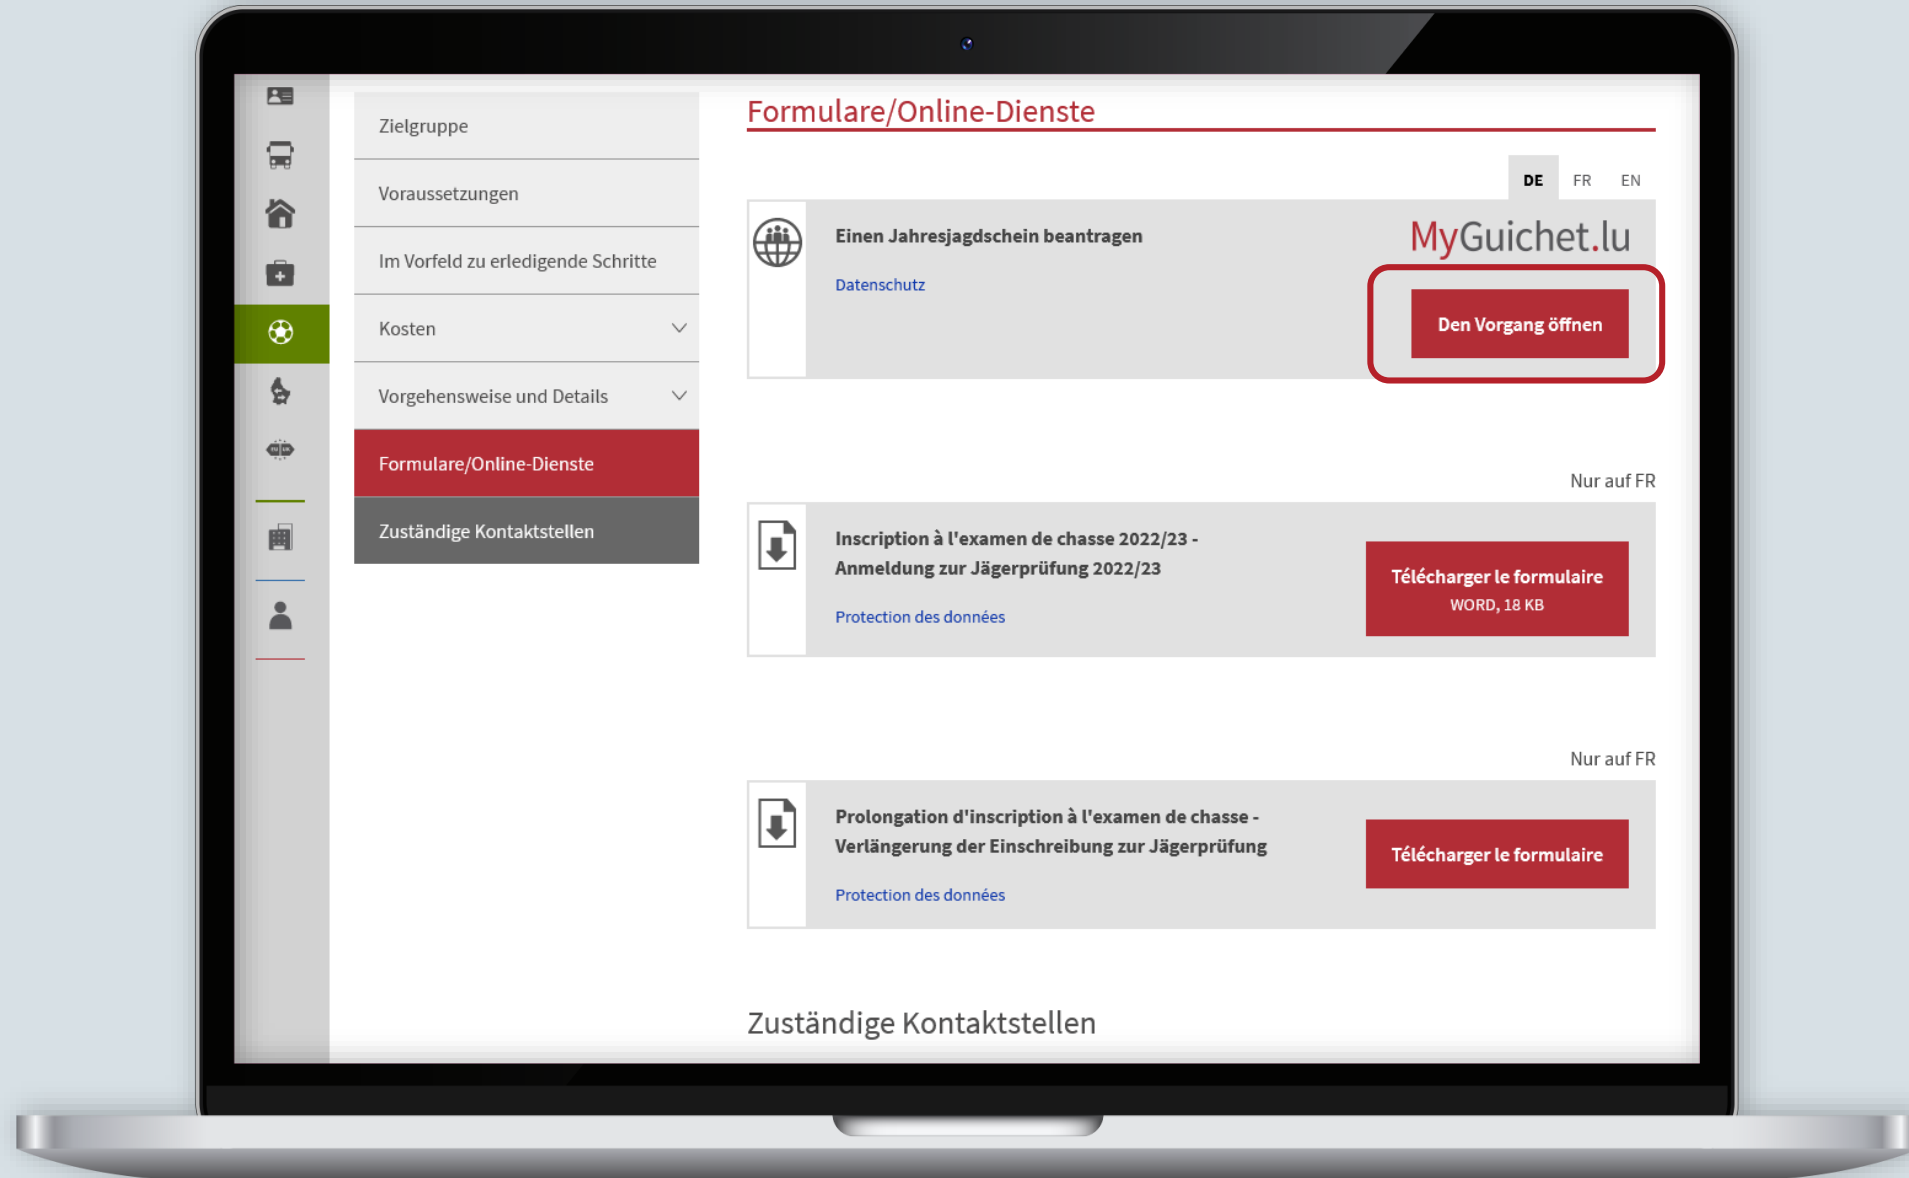 Zielgruppe
Voraussetzungen
Im Vorfeld zu erledigende Schritte
Kosten
Vorgehensweise und Details
Formulare/Online-Dienste
Zuständige Kontaktstellen
Formulare/Online-Dienste
DE FR EN
Einen Jahresjagdschein beantragen
Datenschutz
MyGuichet.lu
Den Vorgang öffnen
Nur auf FR
Inscription à l'examen de chasse 2022/23 -
Anmeldung zur Jägerprüfung 2022/23
Protection des données
Télécharger le formulaire
WORD, 18 KB
Nur auf FR
Prolongation d'inscription à l'examen de chasse -
Verlängerung der Einschreibung zur Jägerprüfung
Protection des données
Télécharger le formulaire
Zuständige Kontaktstellen